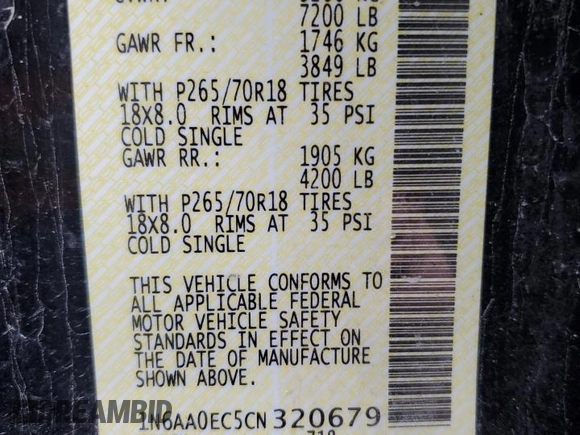 7200 LB
GAWR FR.: 1746 KG
3849 LB
WITH P265/70R18 TIRES
18X8.0 RIMS AT 35 PSI
COLD SINGLE
GAWR RR.: 1905 KG
4200 LB
WITH P265/70R18 TIRES
18X8.0 RIMS AT 35 PSI
COLD SINGLE
THIS VEHICLE CONFORMS TO
ALL APPLICABLE FEDERAL
MOTOR VEHICLE SAFETY
STANDARDS IN EFFECT ON
THE DATE OF MANUFACTURE
SHOWN ABOVE.
1N6AA0EC5CN320679